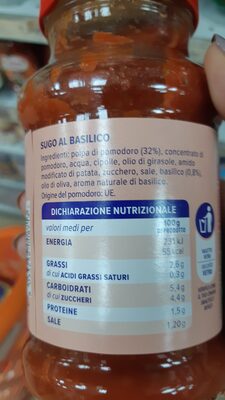 SUGO AL BASILICO
Ingredienti: polpa di pomodoro (32%), concentrato di
pomodoro, acqua, cipolle, olio di girasole, amido
modificato di patata, zucchero, sale, basilico (0,8%),
olio di oliva, aroma naturale di basilico.
Origine del pomodoro: UE.
DICHIARAZIONE NUTRIZIONALE
valori medi per 100g
DI PRODOTTO
ENERGIA 231 kJ
55 kcal
GRASSI 2,6g
di cui ACIDI GRASSI SATURI 0,3g
CARBOIDRATI 5,4g
di cui ZUCCHERI 4,4g
PROTEINE 1,5g
SALE 1,20g